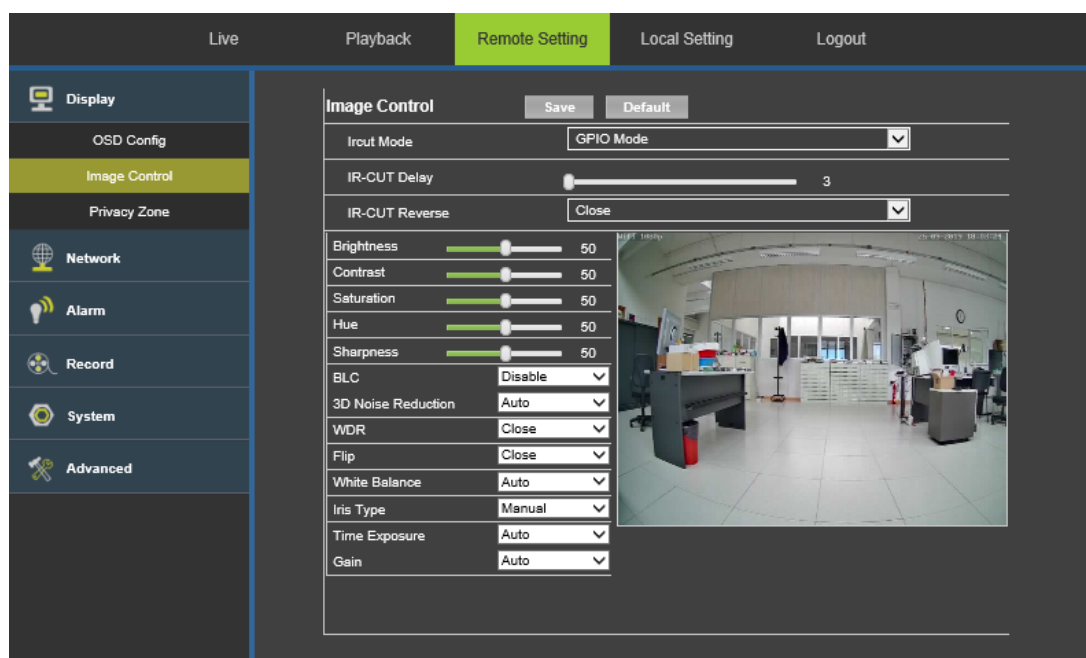 Live Playback Remote Setting Local Setting Logout
Display
OSD Config
Image Control
Privacy Zone
Network
Alarm
Record
System
Advanced
Image Control Save Default
Ircut Mode GPIO Mode
IR-CUT Delay 3
IR-CUT Reverse Close
Brightness 50
Contrast 50
Saturation 50
Hue 50
Sharpness 50
BLC Disable
3D Noise Reduction Auto
WDR Close
Flip Close
White Balance Auto
Iris Type Manual
Time Exposure Auto
Gain Auto